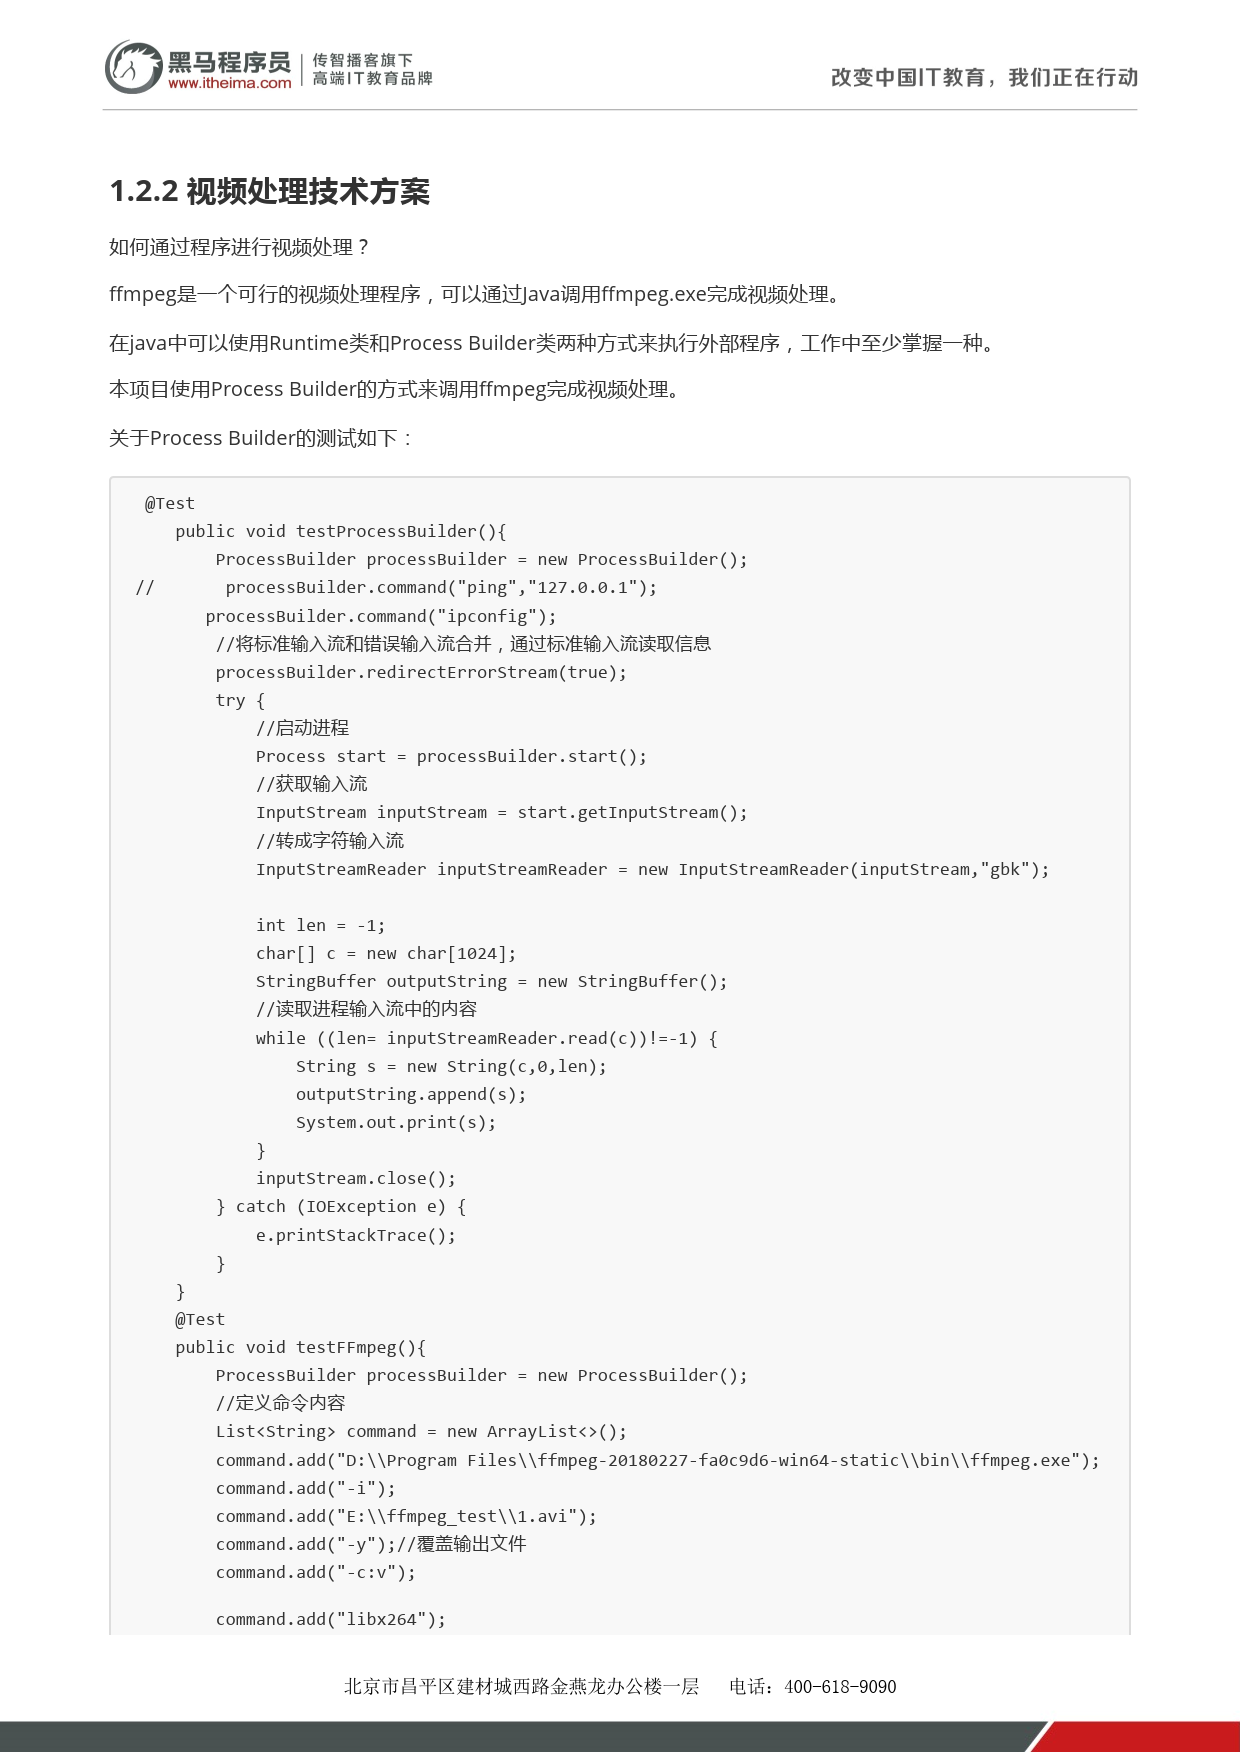 黑马程序员
www.itheima.com
传智播客旗下
高端IT教育品牌
改变中国IT教育，我们正在行动
1.2.2 视频处理技术方案
如何通过程序进行视频处理？
ffmpeg是一个可行的视频处理程序，可以通过Java调用ffmpeg.exe完成视频处理。
在java中可以使用Runtime类和Process Builder类两种方式来执行外部程序，工作中至少掌握一种。
本项目使用Process Builder的方式来调用ffmpeg完成视频处理。
关于Process Builder的测试如下：
@Test
    public void testProcessBuilder(){
        ProcessBuilder processBuilder = new ProcessBuilder();
//       processBuilder.command("ping","127.0.0.1");
       processBuilder.command("ipconfig");
        //将标准输入流和错误输入流合并，通过标准输入流读取信息
        processBuilder.redirectErrorStream(true);
        try {
            //启动进程
            Process start = processBuilder.start();
            //获取输入流
            InputStream inputStream = start.getInputStream();
            //转成字符输入流
            InputStreamReader inputStreamReader = new InputStreamReader(inputStream,"gbk");
            int len = -1;
            char[] c = new char[1024];
            StringBuffer outputString = new StringBuffer();
            //读取进程输入流中的内容
            while ((len= inputStreamReader.read(c))!=-1) {
                String s = new String(c,0,len);
                outputString.append(s);
                System.out.print(s);
            }
            inputStream.close();
        } catch (IOException e) {
            e.printStackTrace();
        }
    }
    @Test
    public void testFFmpeg(){
        ProcessBuilder processBuilder = new ProcessBuilder();
        //定义命令内容
        List<String> command = new ArrayList<>();
        command.add("D:\\Program Files\\ffmpeg-20180227-fa0c9d6-win64-static\\bin\\ffmpeg.exe");
        command.add("-i");
        command.add("E:\\ffmpeg_test\\1.avi");
        command.add("-y");//覆盖输出文件
        command.add("-c:v");
        command.add("libx264");
北京市昌平区建材城西路金燕龙办公楼一层 电话：400-618-9090